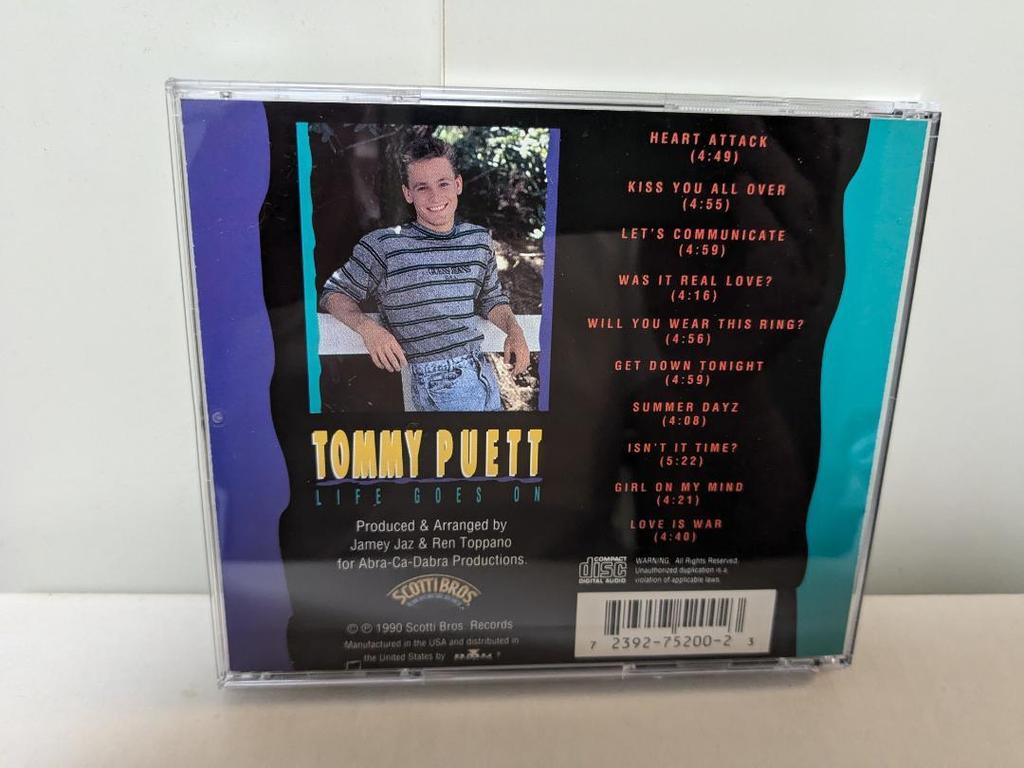 HEART ATTACK
(4:49)
KISS YOU ALL OVER
(4:55)
LET'S COMMUNICATE
(4:59)
WAS IT REAL LOVE?
(4:16)
WILL YOU WEAR THIS RING?
(4:56)
GET DOWN TONIGHT
(4:59)
SUMMER DAYZ
(4:08)
ISN'T IT TIME?
(5:22)
GIRL ON MY MIND
(4:21)
LOVE IS WAR
(4:40)
TOMMY PUETT
LIFE GOES ON
Produced & Arranged by
Jamey Jaz & Ren Toppano
for Abra-Ca-Dabra Productions.
SCOTTI BROS
© ℗ 1990 Scotti Bros. Records
Manufactured in the USA and distributed in
the United States by
COMPACT
disc
DIGITAL AUDIO
WARNING: All Rights Reserved.
Unauthorized duplication is a
violation of applicable laws.
7 2392-75200-2 3